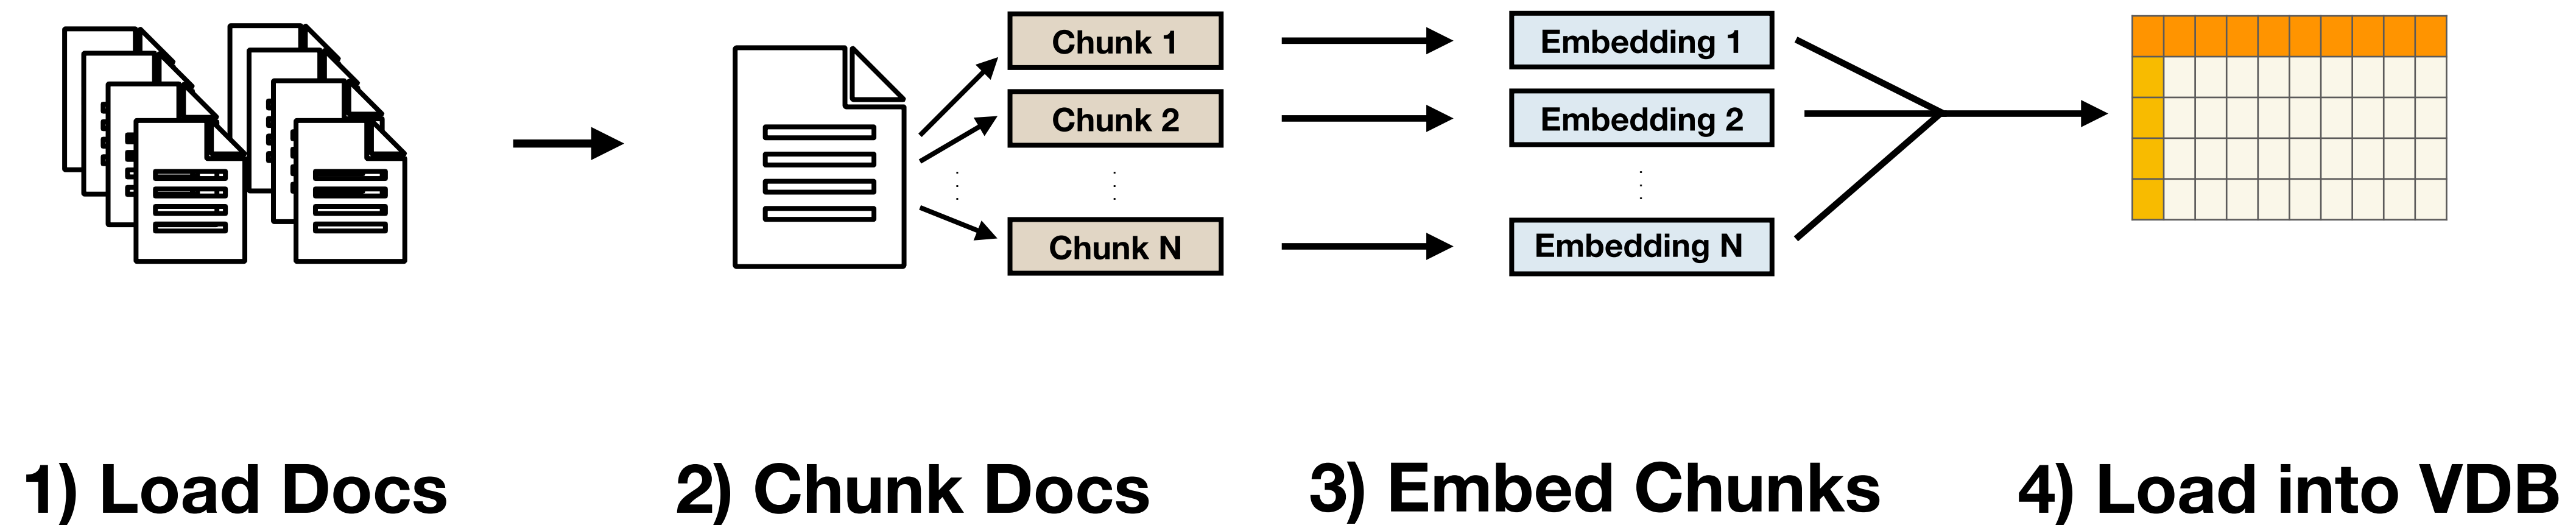 Chunk 1
Embedding 1
Chunk 2
Embedding 2
Chunk N
Embedding N
1) Load Docs
2) Chunk Docs
3) Embed Chunks
4) Load into VDB